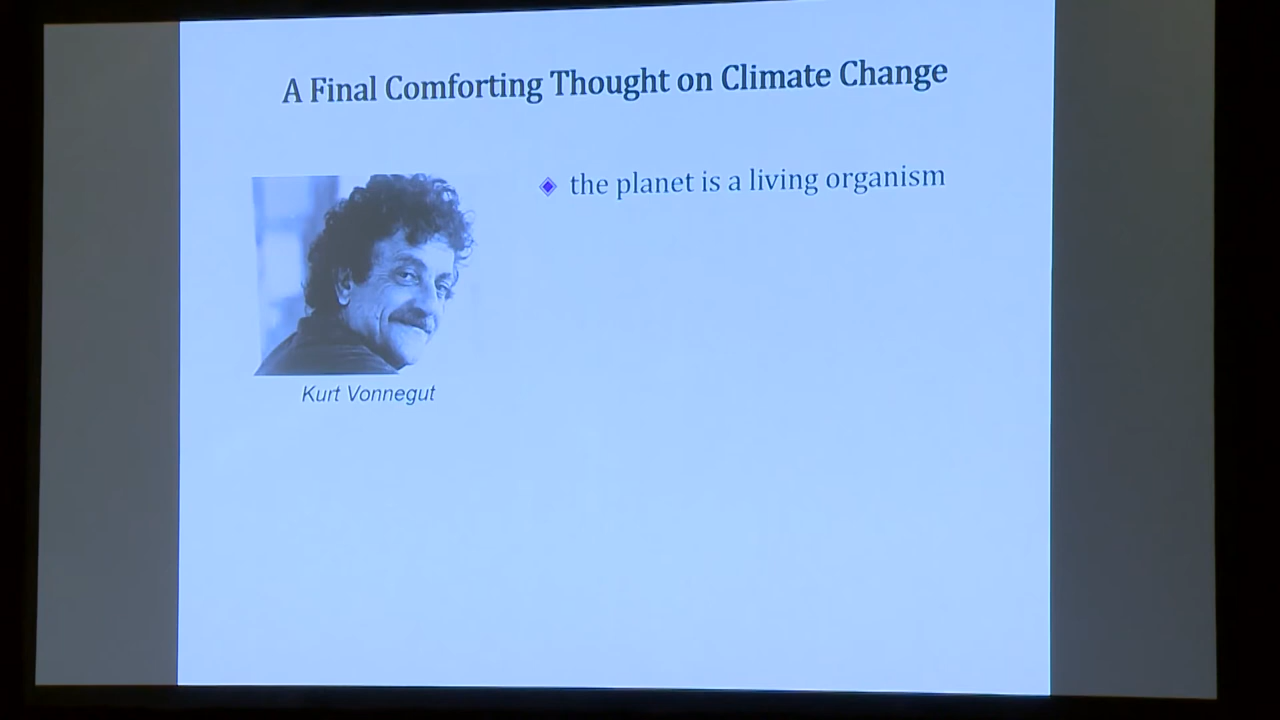 A Final Comforting Thought on Climate Change
the planet is a living organism
Kurt Vonnegut